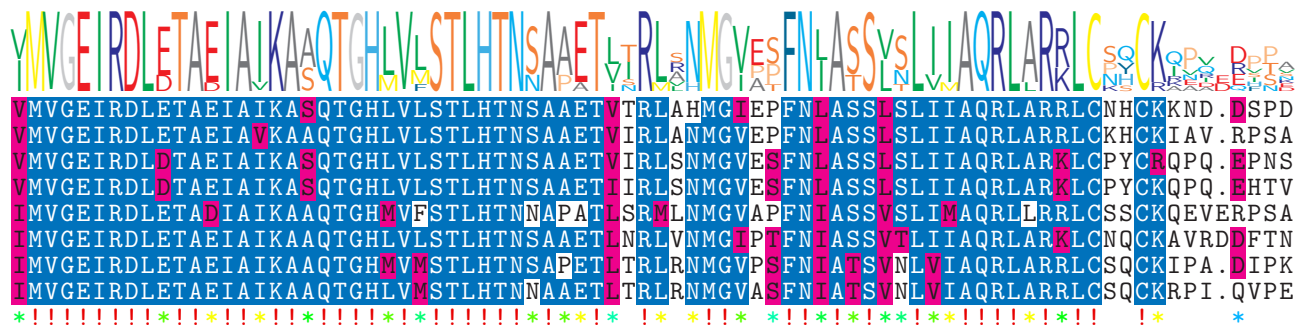 VMVGEIRDLETAEIAIKASQTGHLVLSTLHTNSAAETVTRLAHMGIEPFNLASSLSLIIAQRLARRLCNHCKKND.DSPD
VMVGEIRDLETAEIAVKAAQTGHLVLSTLHTNSAAETVIRLANMGVEPFNLASSLSLIIAQRLARRLCKHCKIAV.RPSA
VMVGEIRDLDTAEIAIKASQTGHLVLSTLHTNSAAETVIRLSNMGVESFNLASSLSLIIAQRLARKLCPYCRQPQ.EPNS
VMVGEIRDLDTAEIAIKASQTGHLVLSTLHTNSAAETIIRLSNMGVESFNLASSLSLIIAQRLARKLCPYCKQPQ.EHTV
IMVGEIRDLETADIAIKAAQTGHMVFSTLHTNNAPATLSRMLNMGVAPFNIASSVSLIMAQRLLRRLCSSCKQEVERPSA
IMVGEIRDLETAEIAIKAAQTGHLVLSTLHTNSAAETLNRLVNMGIPTFNIASSVTLIIAQRLARKLCNQCKAVRDDFTN
IMVGEIRDLETAEIAIKAAQTGHMVMSTLHTNSAPETLTRLRNMGVPSFNIATSVNLVIAQRLARRLCSQCKIPA.DIPK
IMVGEIRDLETAEIAIKAAQTGHLVMSTLHTNNAAETLTRLRNMGVASFNIATSVNLVIAQRLARRLCSQCKRPI.QVPE
*!!!!!!!!*!!*!!*!!*!!!!*!*!!!!!!*!**!* !* *!!* *!!*!*!**!**!!!!*!*!!  !*    *